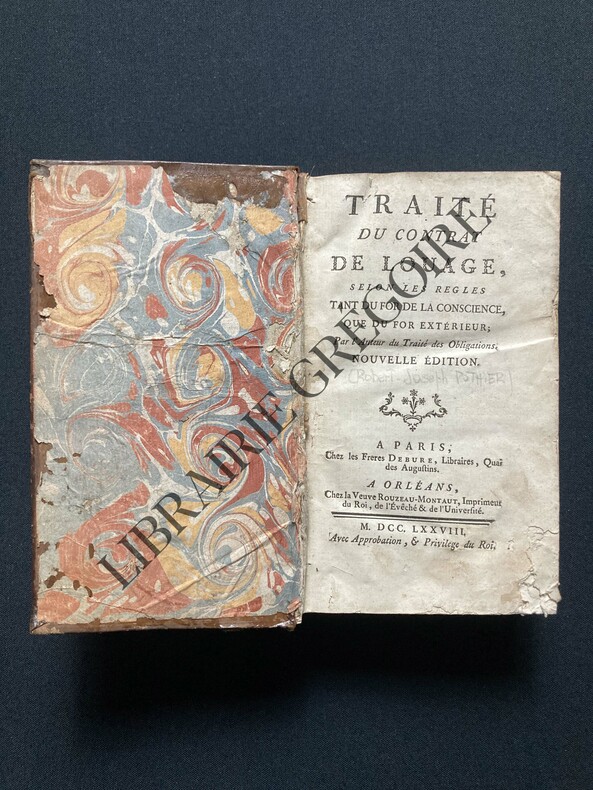 TRAITÉ
DU CONTRAT
DE LOUAGE,
SELON LES REGLES
TANT DU FOR DE LA CONSCIENCE,
QUE DU FOR EXTÉRIEUR;
Par l'Auteur du Traité des Obligations.
NOUVELLE ÉDITION.
(Robert-Joseph POTHIER)
A PARIS,
Chez les Freres DEBURE, Libraires, Quai
des Augustins.
A ORLÉANS,
Chez la Veuve ROUZEAU-MONTAUT, Imprimeur
du Roi, de l'Évêché & de l'Université.
M. DCC. LXXVIII,
Avec Approbation, & Privilege du Roi,
LIBRAIRIE GRÉGOIRE